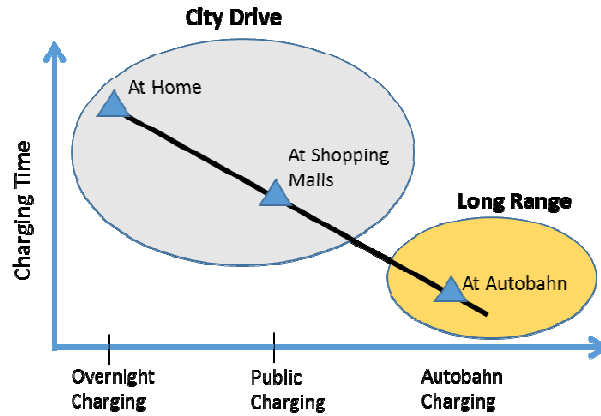 City Drive
At Home
At Shopping
Malls
Long Range
At Autobahn
Charging Time
Overnight
Charging
Public
Charging
Autobahn
Charging